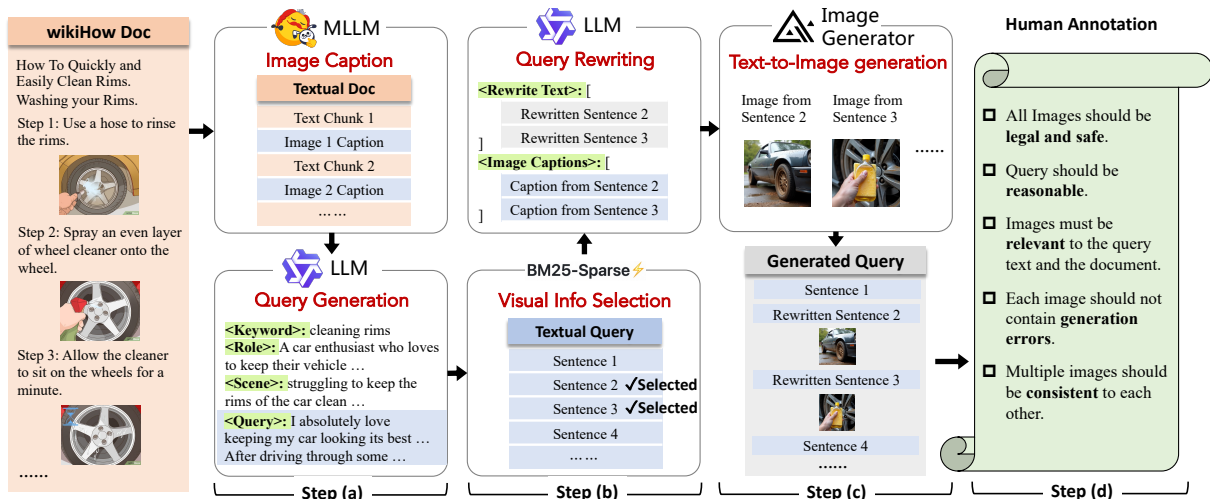 wikiHow Doc
How To Quickly and
Easily Clean Rims.
Washing your Rims.
Step 1: Use a hose to rinse
the rims.
Step 2: Spray an even layer
of wheel cleaner onto the
wheel.
Step 3: Allow the cleaner
to sit on the wheels for a
minute.
......
MLLM
Image Caption
Textual Doc
Text Chunk 1
Image 1 Caption
Text Chunk 2
Image 2 Caption
... ...
LLM
Query Generation
<Keyword>: cleaning rims
<Role>: A car enthusiast who loves
to keep their vehicle ...
<Scene>: struggling to keep the
rims of the car clean ...
<Query>: I absolutely love
keeping my car looking its best ...
After driving through some ...
Step (a)
LLM
Query Rewriting
<Rewrite Text>: [
Rewritten Sentence 2
Rewritten Sentence 3
]
<Image Captions>: [
Caption from Sentence 2
Caption from Sentence 3
]
BM25-Sparse
Visual Info Selection
Textual Query
Sentence 1
Sentence 2 ✓Selected
Sentence 3 ✓Selected
Sentence 4
... ...
Step (b)
Image
Generator
Text-to-Image generation
Image from
Sentence 2
Image from
Sentence 3
......
Generated Query
Sentence 1
Rewritten Sentence 2
Rewritten Sentence 3
Sentence 4
......
Step (c)
Human Annotation
All Images should be
legal and safe.
Query should be
reasonable.
Images must be
relevant to the query
text and the document.
Each image should not
contain generation
errors.
Multiple images should
be consistent to each
other.
Step (d)